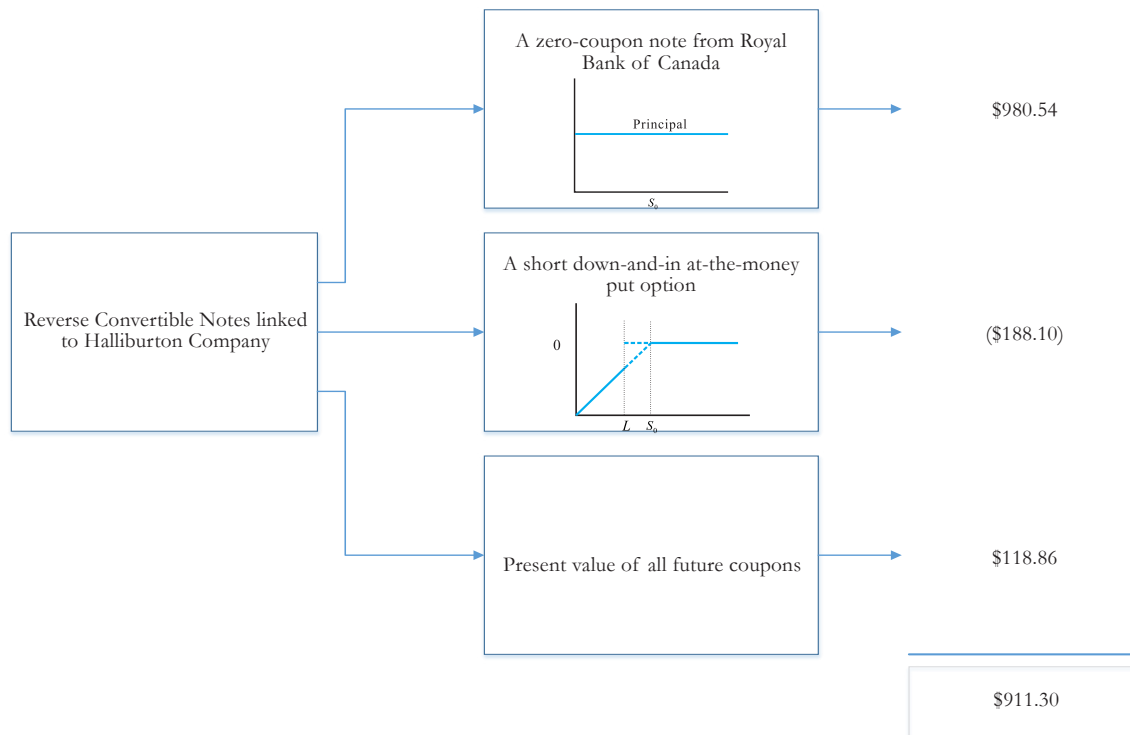 A zero-coupon note from Royal
Bank of Canada
Principal
S₀
$980.54
Reverse Convertible Notes linked
to Halliburton Company
A short down-and-in at-the-money
put option
0
L S₀
($188.10)
Present value of all future coupons
$118.86
$911.30